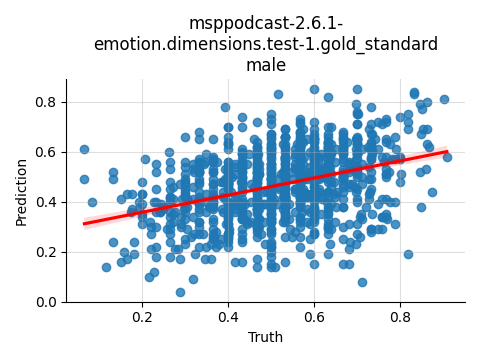 msppodcast-2.6.1-
emotion.dimensions.test-1.gold_standard
male
Prediction
0.8
0.6
0.4
0.2
0.0
0.2 0.4 0.6 0.8
Truth